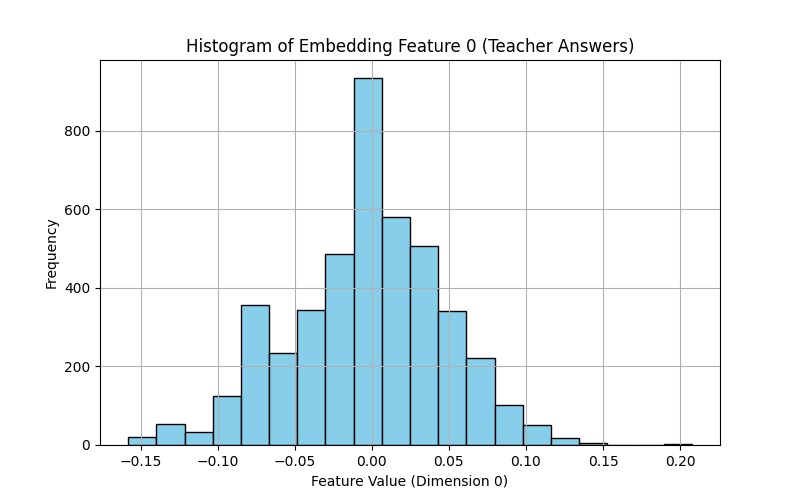 Histogram of Embedding Feature 0 (Teacher Answers)
Frequency
800
600
400
200
0
−0.15 −0.10 −0.05 0.00 0.05 0.10 0.15 0.20
Feature Value (Dimension 0)